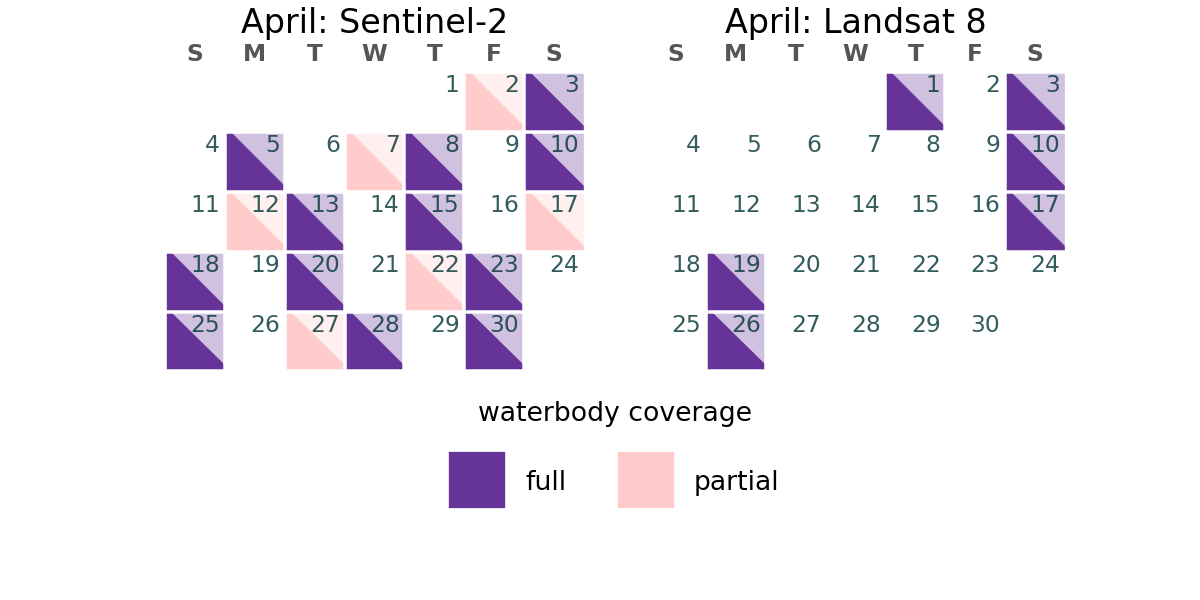 April: Sentinel-2
S M T W T F S
1 2 3
4 5 6 7 8 9 10
11 12 13 14 15 16 17
18 19 20 21 22 23 24
25 26 27 28 29 30
April: Landsat 8
S M T W T F S
1 2 3
4 5 6 7 8 9 10
11 12 13 14 15 16 17
18 19 20 21 22 23 24
25 26 27 28 29 30
waterbody coverage
full partial